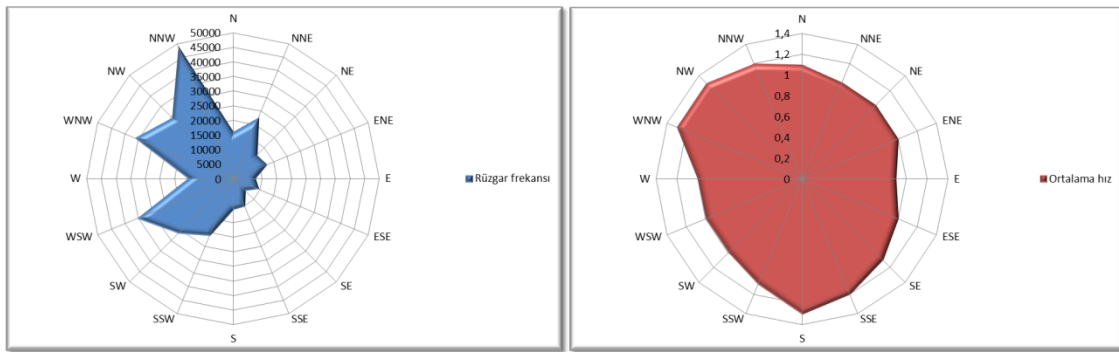 N
NNE
NE
ENE
E
ESE
SE
SSE
S
SSW
SW
WSW
W
WNW
NW
NNW
50000
45000
40000
35000
30000
25000
20000
15000
10000
5000
0
Rüzgar frekansı
N
NNE
NE
ENE
E
ESE
SE
SSE
S
SSW
SW
WSW
W
WNW
NW
NNW
1,4
1,2
1
0,8
0,6
0,4
0,2
0
Ortalama hız